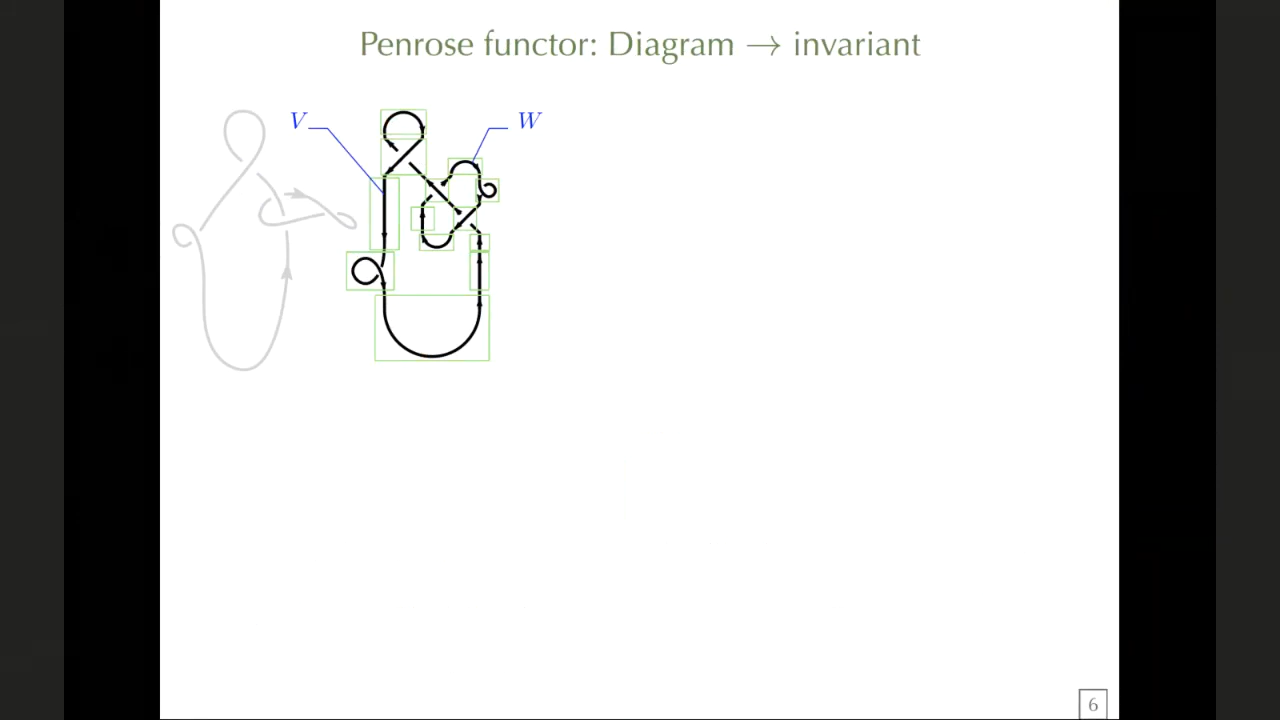 Penrose functor: Diagram → invariant
V
W
6